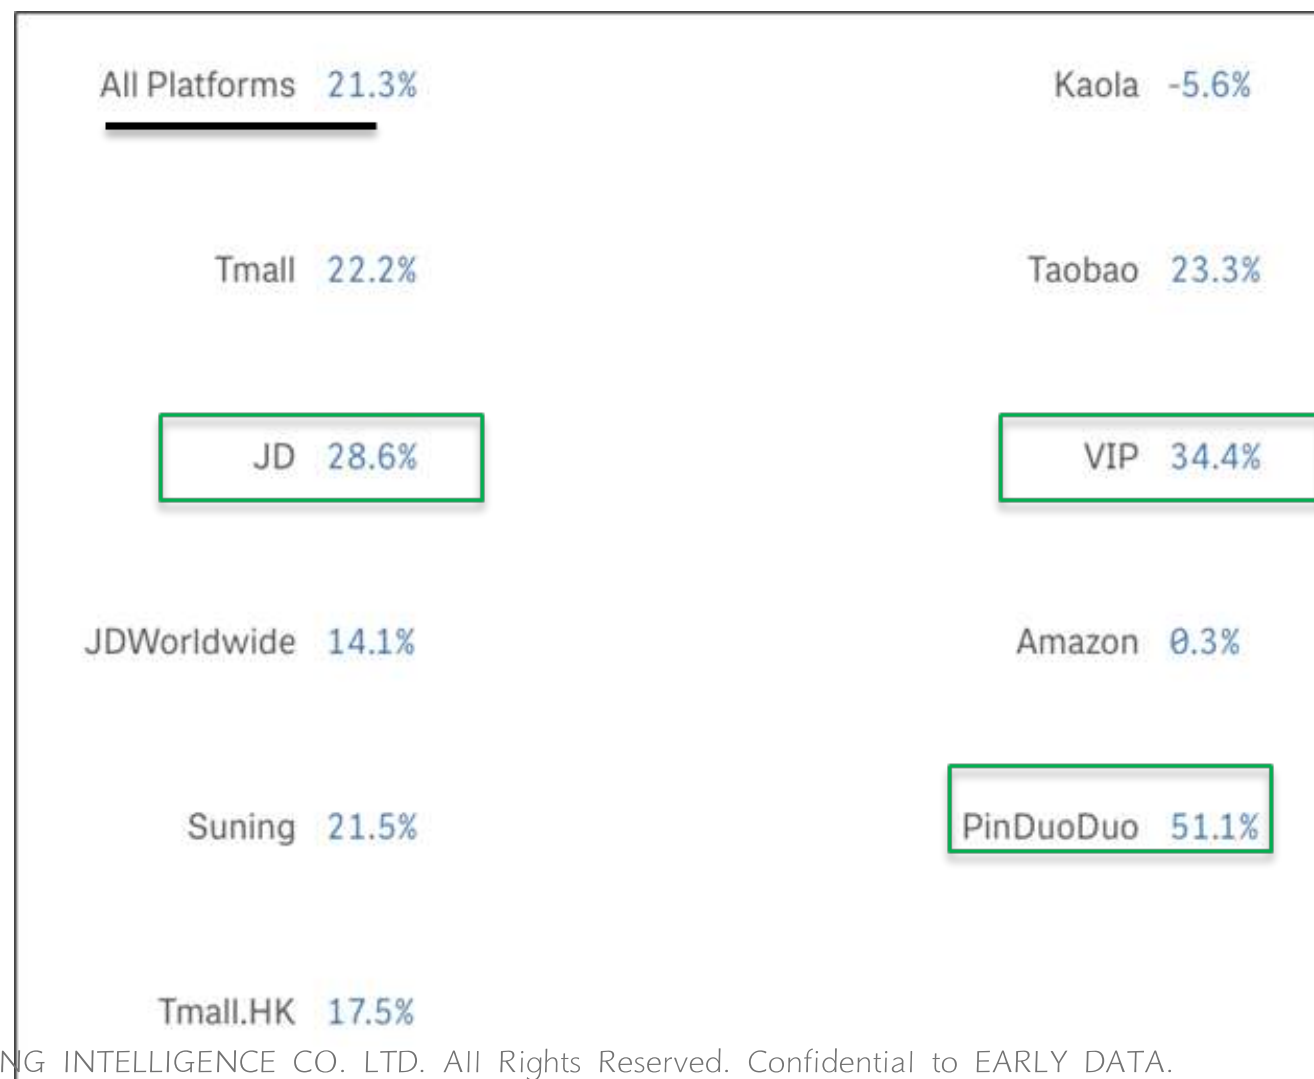 All Platforms 21.3% Kaola -5.6%
Tmall 22.2% Taobao 23.3%
JD 28.6% VIP 34.4%
JDWorldwide 14.1% Amazon 0.3%
Suning 21.5% PinDuoDuo 51.1%
Tmall.HK 17.5%
NG INTELLIGENCE CO. LTD. All Rights Reserved. Confidential to EARLY DATA.